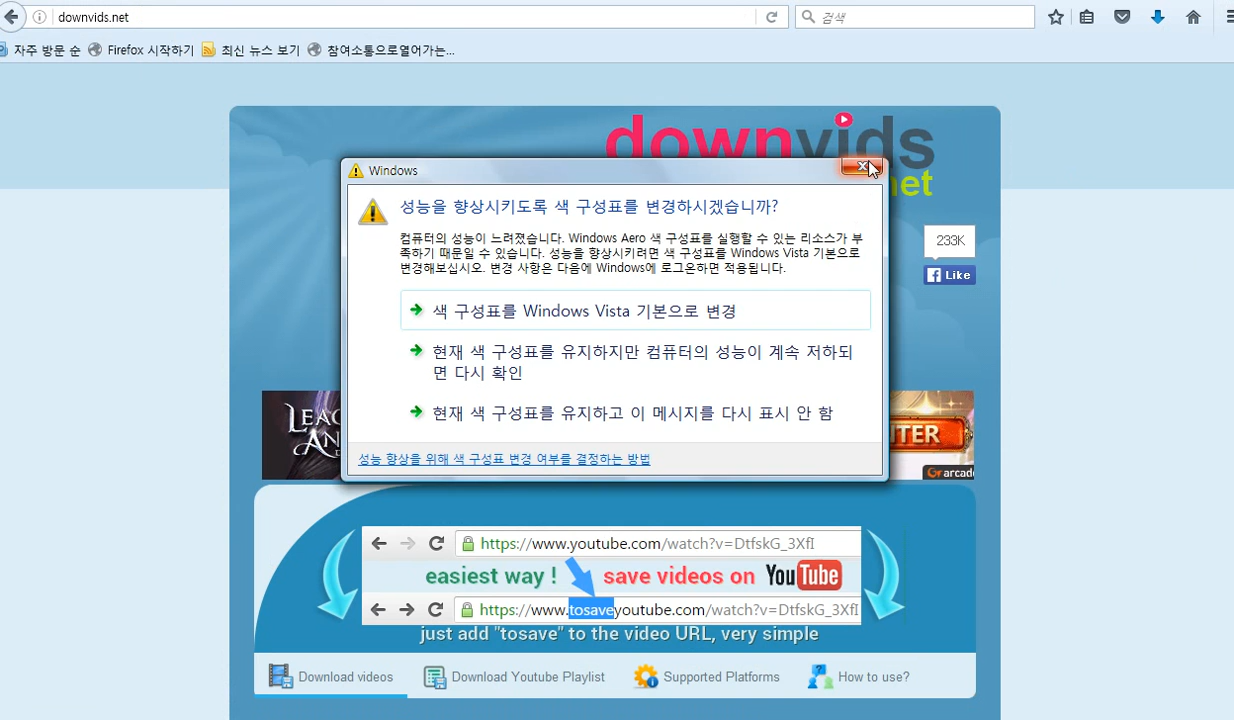 downvids.net
검색
자주 방문 순 Firefox 시작하기 최신 뉴스 보기 참여소통으로열어가는...
downvids
net
Windows
성능을 향상시키도록 색 구성표를 변경하시겠습니까?
컴퓨터의 성능이 느려졌습니다. Windows Aero 색 구성표를 실행할 수 있는 리소스가 부
족하기 때문일 수 있습니다. 성능을 향상시키려면 색 구성표를 Windows Vista 기본으로
변경해보십시오. 변경 사항은 다음에 Windows에 로그온하면 적용됩니다.
233K
Like
색 구성표를 Windows Vista 기본으로 변경
현재 색 구성표를 유지하지만 컴퓨터의 성능이 계속 저하되
면 다시 확인
현재 색 구성표를 유지하고 이 메시지를 다시 표시 안 함
성능 향상을 위해 색 구성표 변경 여부를 결정하는 방법
https://www.youtube.com/watch?v=DtfskG_3XfI
easiest way ! save videos on YouTube
https://www.tosaveyoutube.com/watch?v=DtfskG_3XfI
just add "tosave" to the video URL, very simple
Download videos Download Youtube Playlist Supported Platforms How to use?